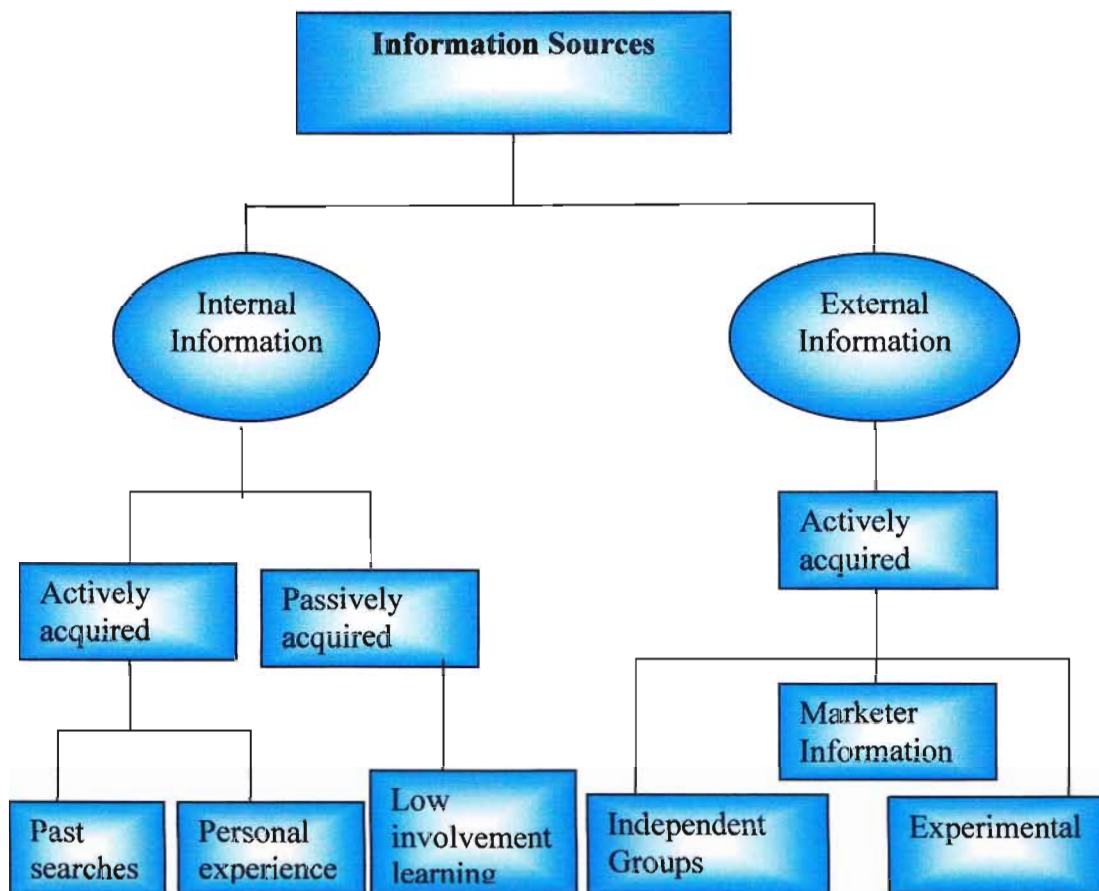 Information Sources
Internal
Information
External
Information
Actively
acquired
Passively
acquired
Actively
acquired
Past
searches
Personal
experience
Low
involvement
learning
Independent
Groups
Marketer
Information
Experimental